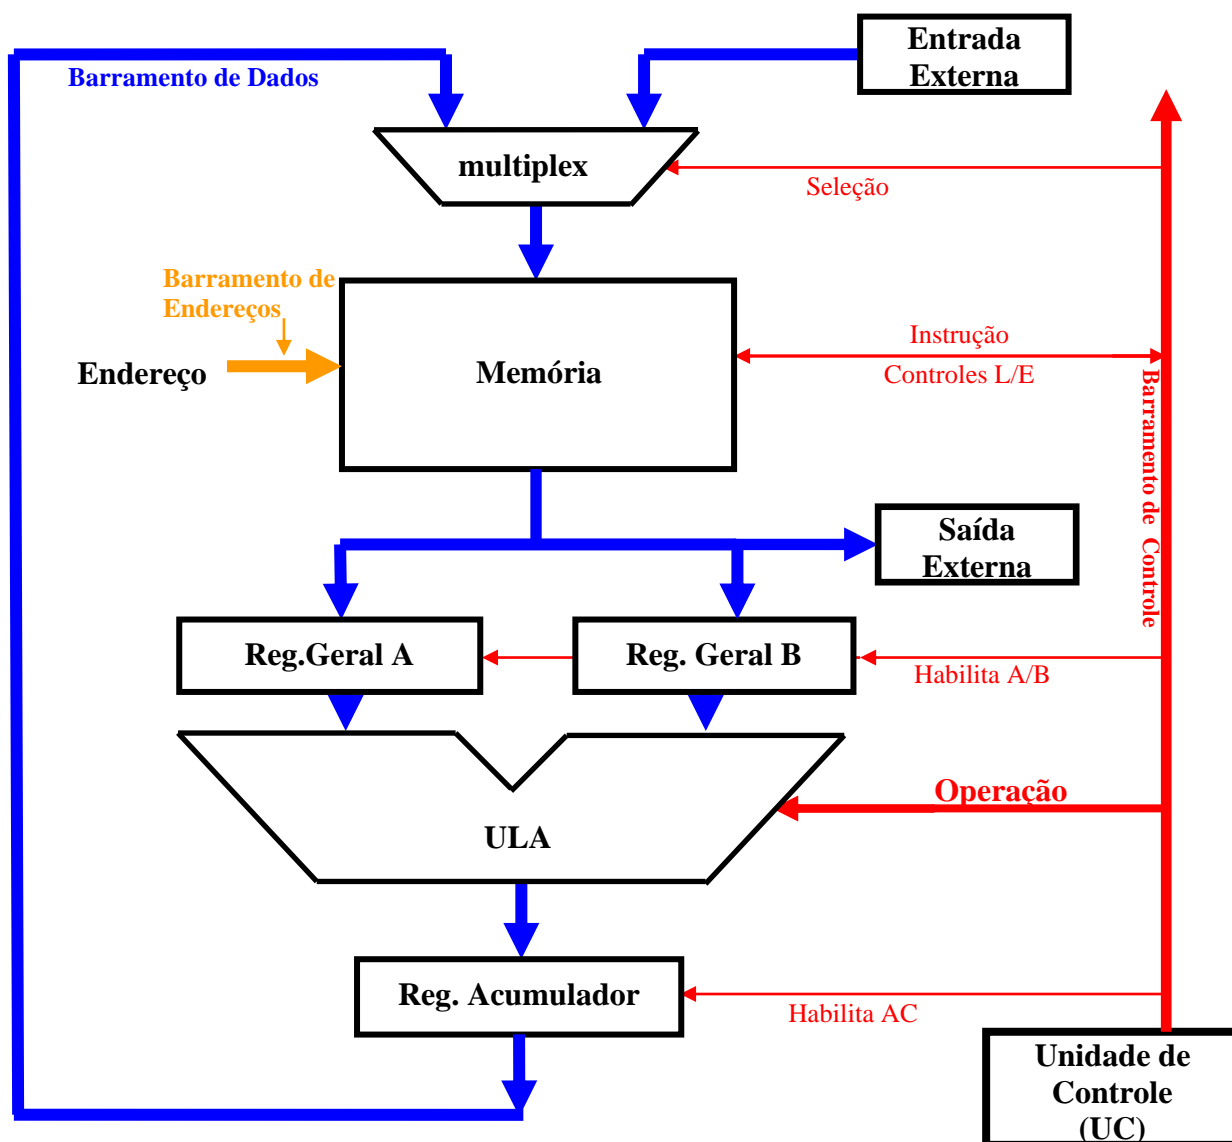 Entrada
Externa
Barramento de Dados
multiplex
Seleção
Barramento de
Endereços
Endereço
Memória
Instrução
Controles L/E
Barramento de Controle
Saída
Externa
Reg.Geral A
Reg. Geral B
Habilita A/B
Operação
ULA
Reg. Acumulador
Habilita AC
Unidade de
Controle
(UC)